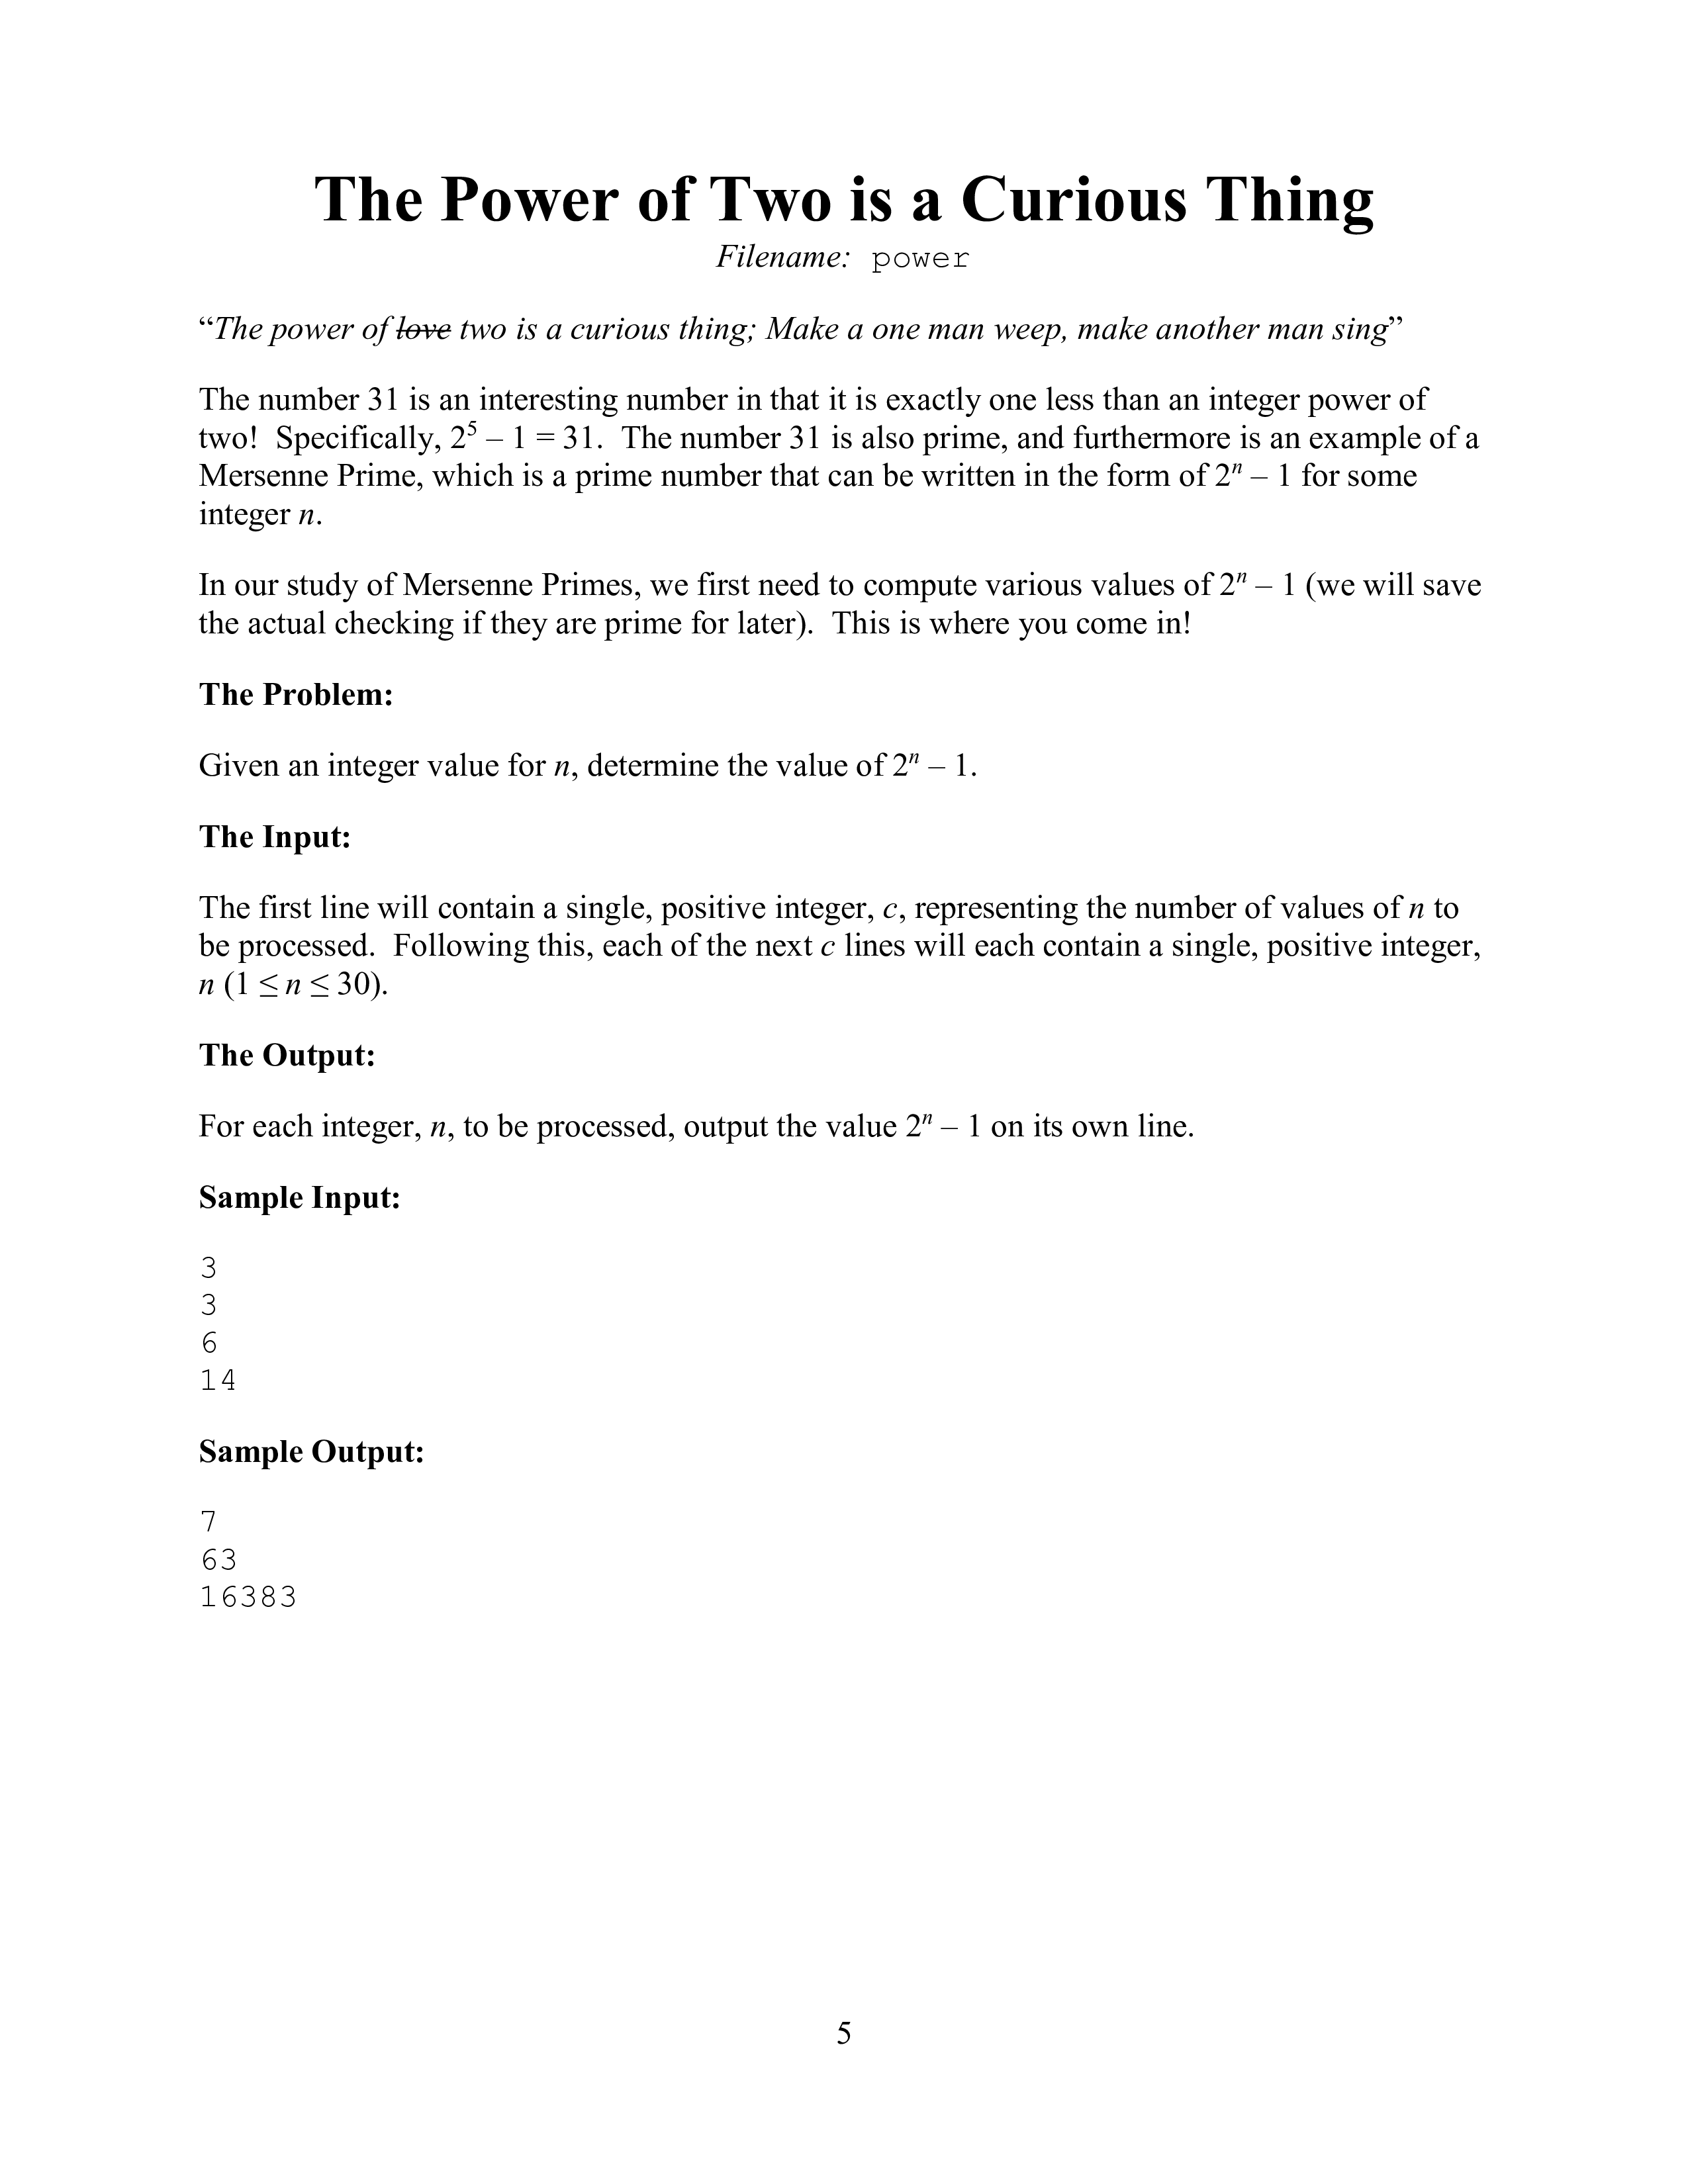 The Power of Two is a Curious Thing
Filename: power
“The power of love two is a curious thing; Make a one man weep, make another man sing”
The number 31 is an interesting number in that it is exactly one less than an integer power of
two!  Specifically, 2⁵ – 1 = 31.  The number 31 is also prime, and furthermore is an example of a
Mersenne Prime, which is a prime number that can be written in the form of 2ⁿ – 1 for some
integer n.
In our study of Mersenne Primes, we first need to compute various values of 2ⁿ – 1 (we will save
the actual checking if they are prime for later).  This is where you come in!
The Problem:
Given an integer value for n, determine the value of 2ⁿ – 1.
The Input:
The first line will contain a single, positive integer, c, representing the number of values of n to
be processed.  Following this, each of the next c lines will each contain a single, positive integer,
n (1 ≤ n ≤ 30).
The Output:
For each integer, n, to be processed, output the value 2ⁿ – 1 on its own line.
Sample Input:
3
3
6
14
Sample Output:
7
63
16383
5